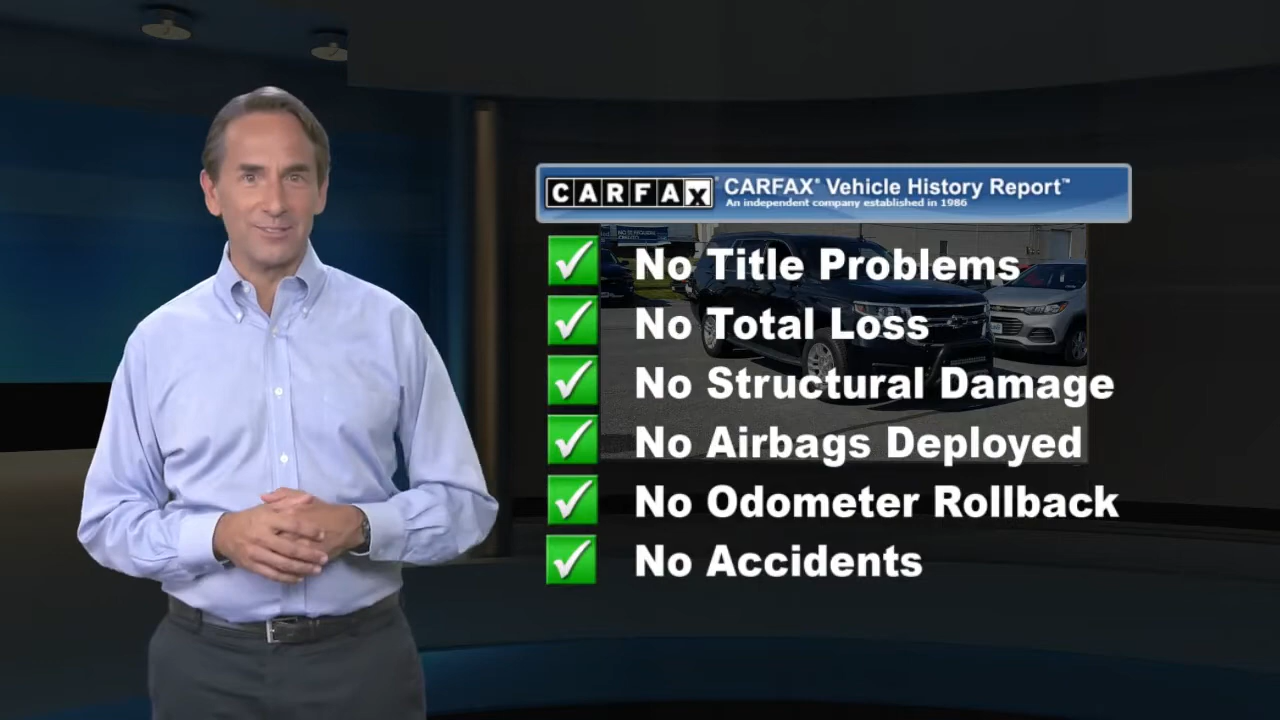 CARFAX
CARFAX® Vehicle History Report™
An independent company established in 1986
No Title Problems
No Total Loss
No Structural Damage
No Airbags Deployed
No Odometer Rollback
No Accidents